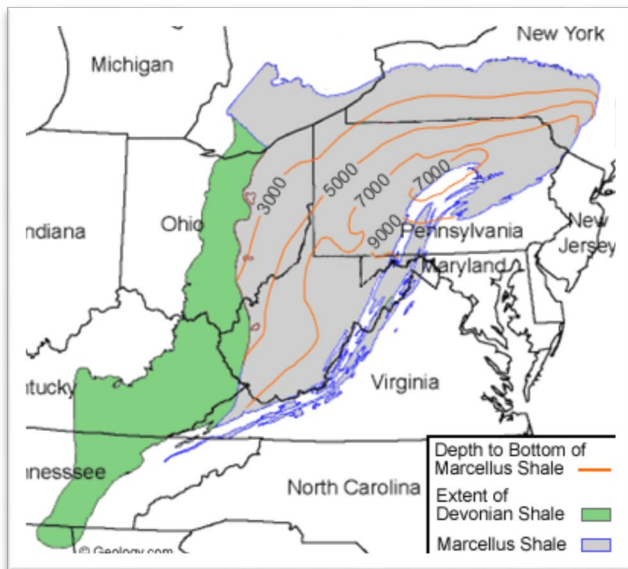 New York
Michigan
3000
5000
7000
7000
9000
Ohio
ndiana
Pennsylvania
New
Jersey
Maryland
ntucky
Virginia
nnesssee
North Carolina
Depth to Bottom of
Marcellus Shale
Extent of
Devonian Shale
Marcellus Shale
© Geology.com